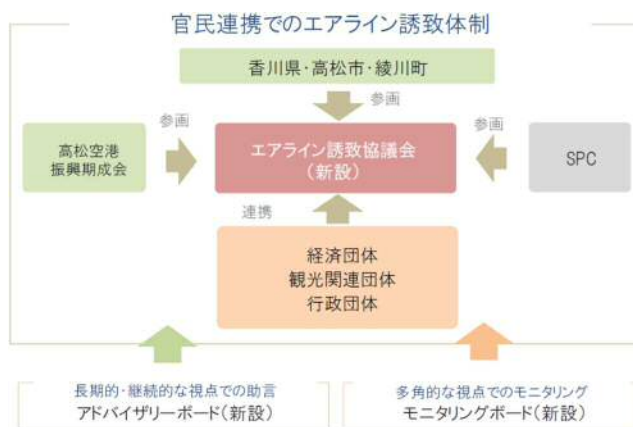 官民連携でのエアライン誘致体制
香川県・高松市・綾川町
参画
高松空港
振興期成会
参画
エアライン誘致協議会
(新設)
参画
SPC
連携
経済団体
観光関連団体
行政団体
長期的・継続的な視点での助言
アドバイザリーボード(新設)
多角的な視点でのモニタリング
モニタリングボード(新設)